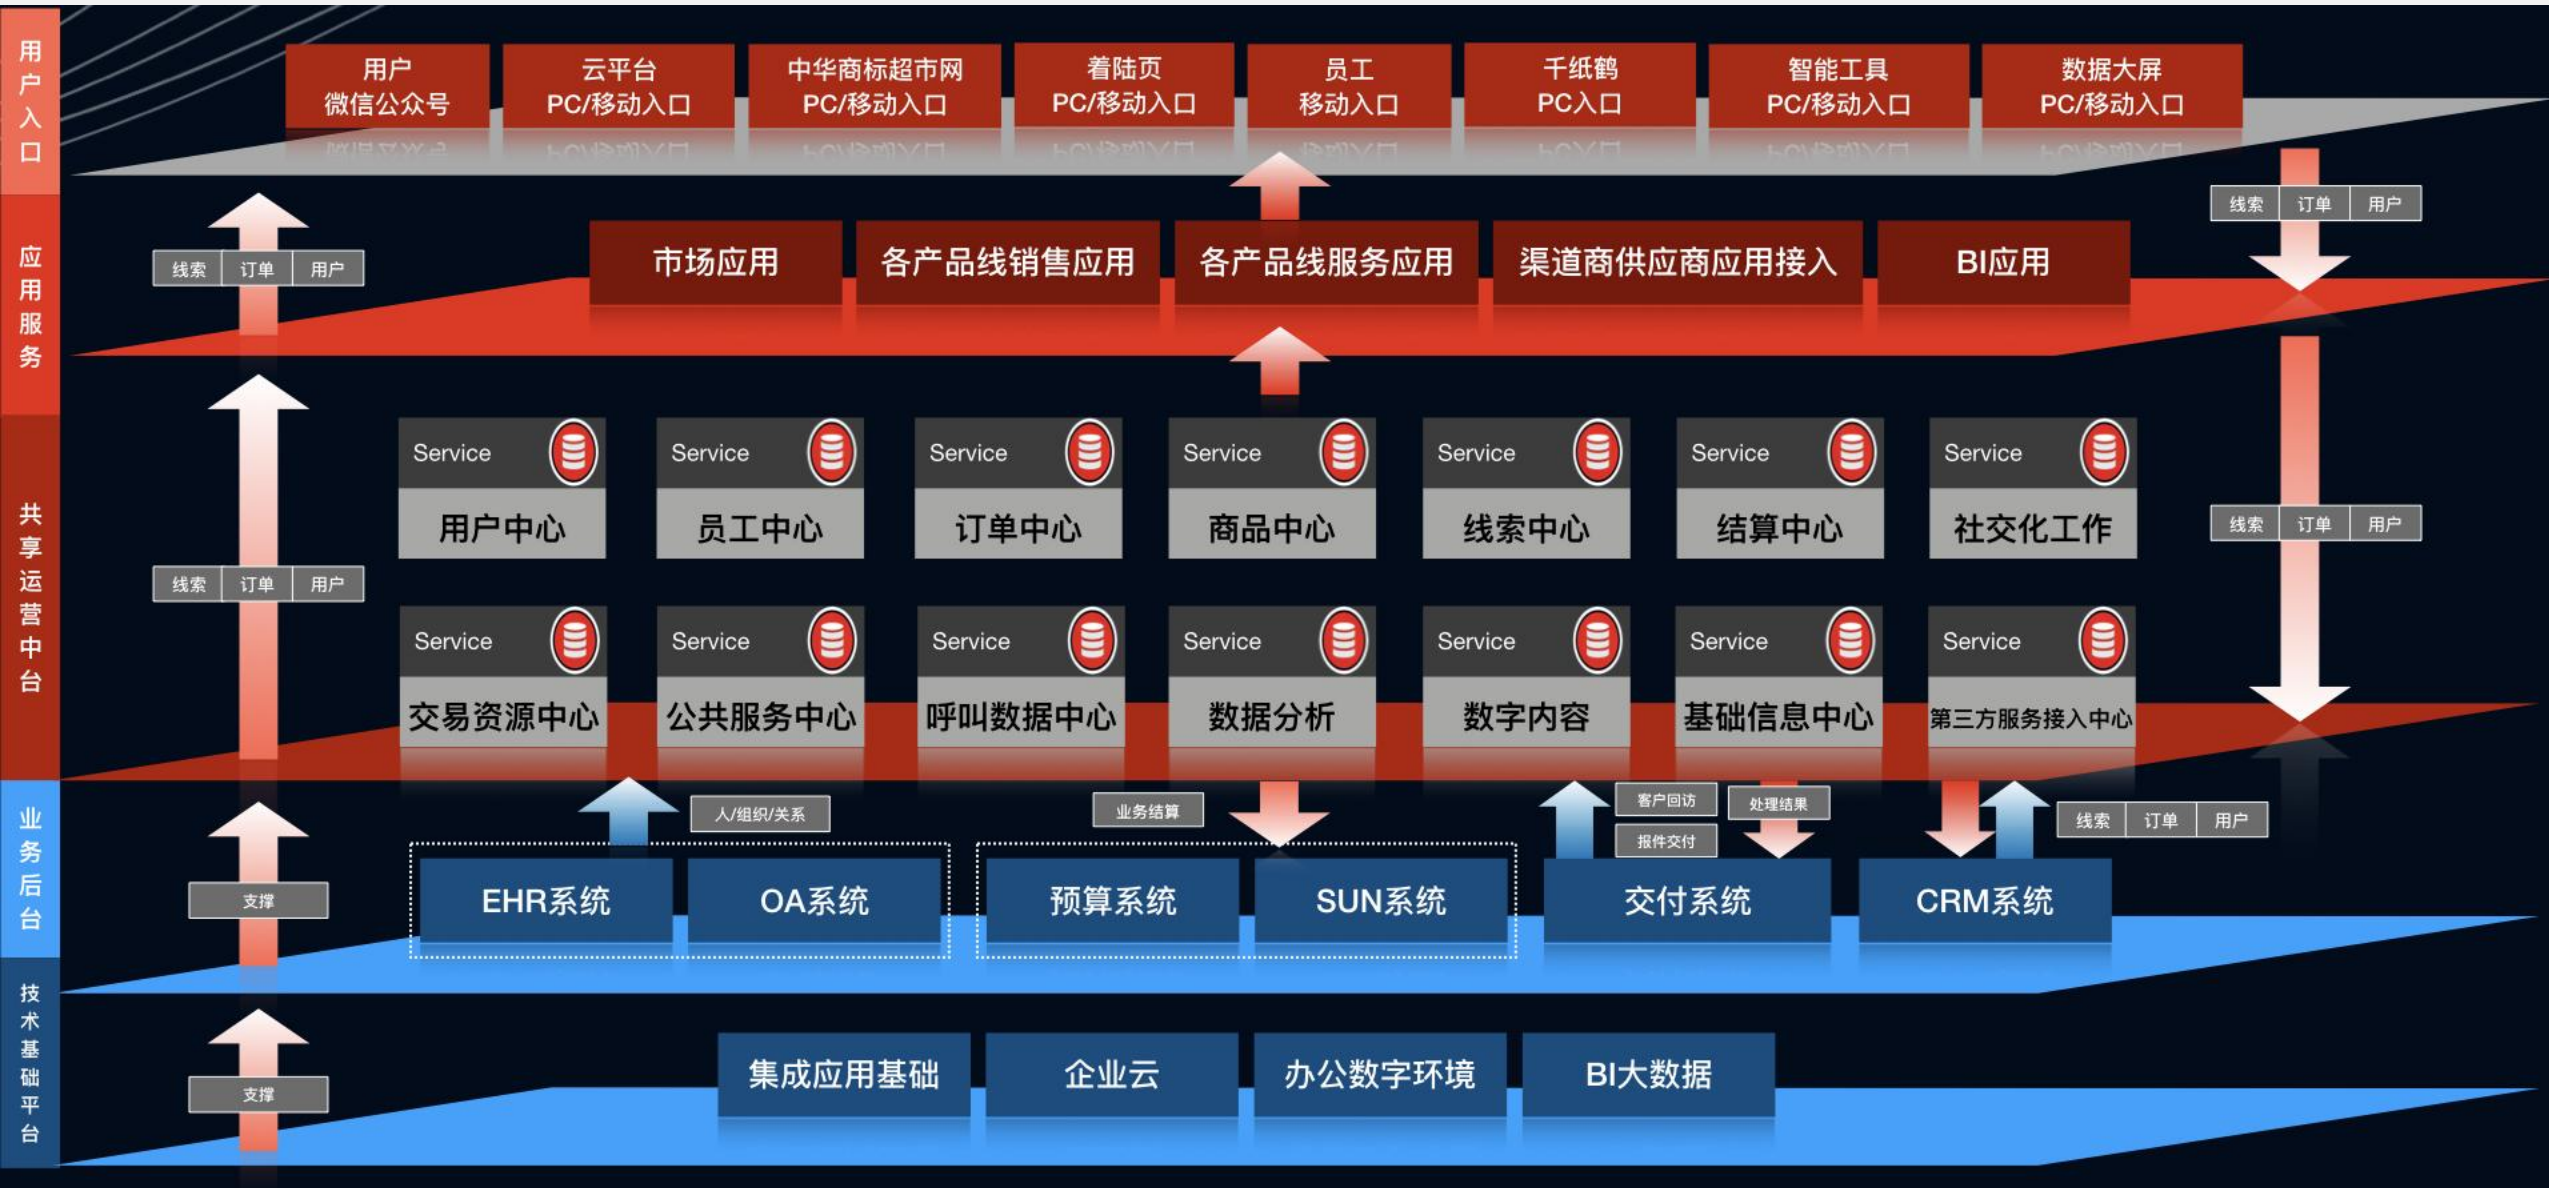 用户入口
用户
微信公众号
云平台
PC/移动入口
中华商标超市网
PC/移动入口
着陆页
PC/移动入口
员工
移动入口
千纸鹤
PC入口
智能工具
PC/移动入口
数据大屏
PC/移动入口
线索 订单 用户
应用服务
线索 订单 用户
市场应用
各产品线销售应用
各产品线服务应用
渠道商供应商应用接入
BI应用
共享运营中台
Service
用户中心
Service
员工中心
Service
订单中心
Service
商品中心
Service
线索中心
Service
结算中心
Service
社交化工作
线索 订单 用户
线索 订单 用户
Service
交易资源中心
Service
公共服务中心
Service
呼叫数据中心
Service
数据分析
Service
数字内容
Service
基础信息中心
Service
第三方服务接入中心
业务后台
人/组织/关系
业务结算
客户回访
报件交付
处理结果
线索 订单 用户
支撑
EHR系统
OA系统
预算系统
SUN系统
交付系统
CRM系统
技术基础平台
支撑
集成应用基础
企业云
办公数字环境
BI大数据